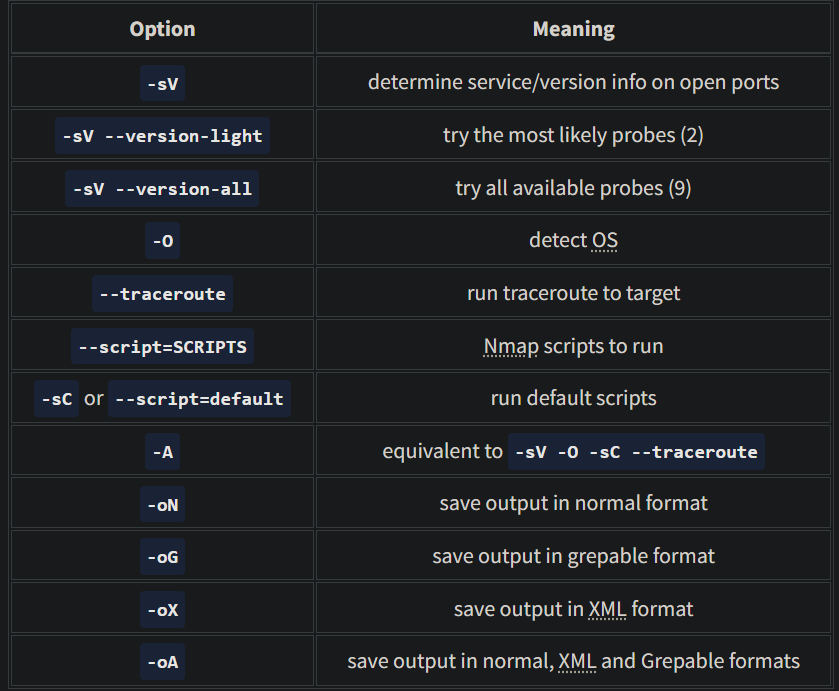 Option Meaning
-sV determine service/version info on open ports
-sV --version-light try the most likely probes (2)
-sV --version-all try all available probes (9)
-O detect OS
--traceroute run traceroute to target
--script=SCRIPTS Nmap scripts to run
-sC or --script=default run default scripts
-A equivalent to -sV -O -sC --traceroute
-oN save output in normal format
-oG save output in grepable format
-oX save output in XML format
-oA save output in normal, XML and Grepable formats